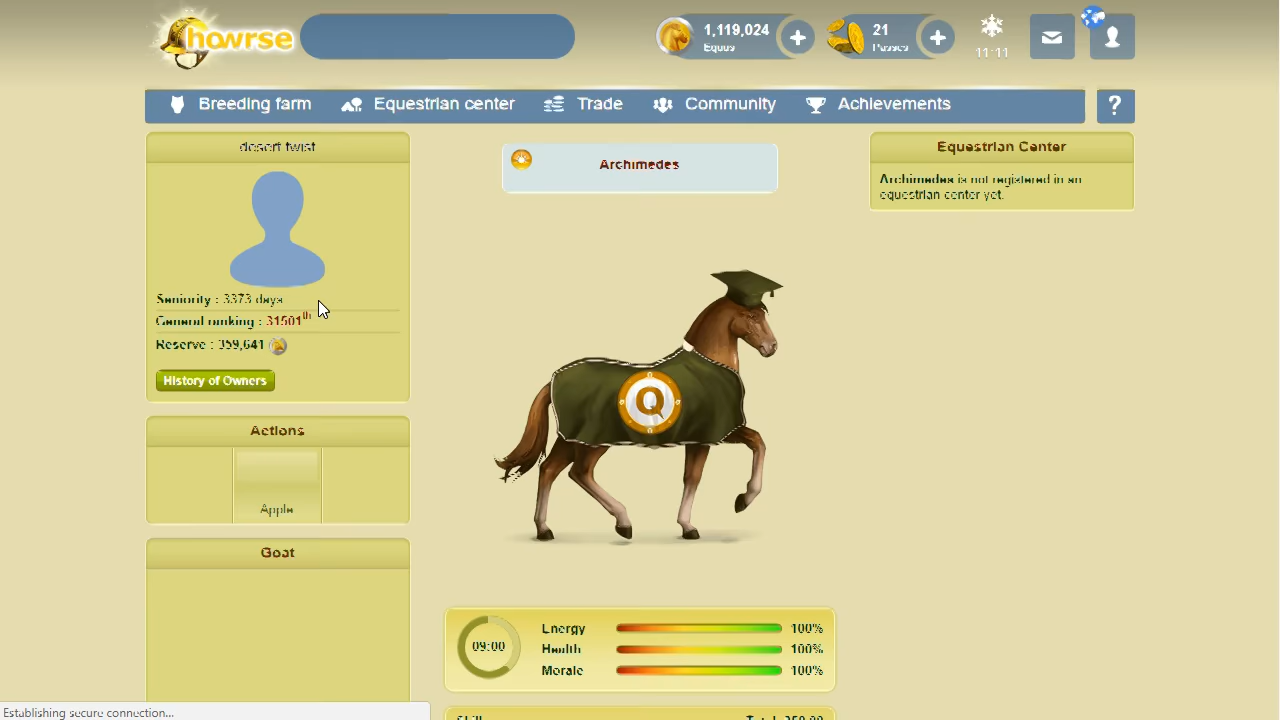 howrse
1,119,024
Equus
21
Passes
11:11
Breeding farm
Equestrian center
Trade
Community
Achievements
?
desert twist
Seniority : 3373 days
General ranking : 31501th
Reserve : 359,641
History of Owners
Actions
Apple
Goat
Archimedes
Q
09:00
Energy 100%
Health 100%
Morale 100%
Equestrian Center
Archimedes is not registered in an
equestrian center yet.
Establishing secure connection...